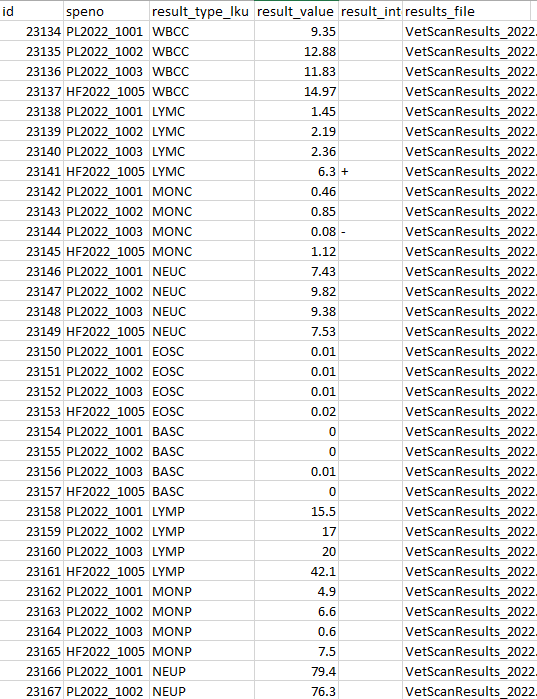 id speno result_type_lku result_value result_int results_file
23134 PL2022_1001 WBCC 9.35 VetScanResults_2022.
23135 PL2022_1002 WBCC 12.88 VetScanResults_2022.
23136 PL2022_1003 WBCC 11.83 VetScanResults_2022.
23137 HF2022_1005 WBCC 14.97 VetScanResults_2022.
23138 PL2022_1001 LYMC 1.45 VetScanResults_2022.
23139 PL2022_1002 LYMC 2.19 VetScanResults_2022.
23140 PL2022_1003 LYMC 2.36 VetScanResults_2022.
23141 HF2022_1005 LYMC 6.3 + VetScanResults_2022.
23142 PL2022_1001 MONC 0.46 VetScanResults_2022.
23143 PL2022_1002 MONC 0.85 VetScanResults_2022.
23144 PL2022_1003 MONC 0.08 - VetScanResults_2022.
23145 HF2022_1005 MONC 1.12 VetScanResults_2022.
23146 PL2022_1001 NEUC 7.43 VetScanResults_2022.
23147 PL2022_1002 NEUC 9.82 VetScanResults_2022.
23148 PL2022_1003 NEUC 9.38 VetScanResults_2022.
23149 HF2022_1005 NEUC 7.53 VetScanResults_2022.
23150 PL2022_1001 EOSC 0.01 VetScanResults_2022.
23151 PL2022_1002 EOSC 0.01 VetScanResults_2022.
23152 PL2022_1003 EOSC 0.01 VetScanResults_2022.
23153 HF2022_1005 EOSC 0.02 VetScanResults_2022.
23154 PL2022_1001 BASC 0 VetScanResults_2022.
23155 PL2022_1002 BASC 0 VetScanResults_2022.
23156 PL2022_1003 BASC 0.01 VetScanResults_2022.
23157 HF2022_1005 BASC 0 VetScanResults_2022.
23158 PL2022_1001 LYMP 15.5 VetScanResults_2022.
23159 PL2022_1002 LYMP 17 VetScanResults_2022.
23160 PL2022_1003 LYMP 20 VetScanResults_2022.
23161 HF2022_1005 LYMP 42.1 VetScanResults_2022.
23162 PL2022_1001 MONP 4.9 VetScanResults_2022.
23163 PL2022_1002 MONP 6.6 VetScanResults_2022.
23164 PL2022_1003 MONP 0.6 VetScanResults_2022.
23165 HF2022_1005 MONP 7.5 VetScanResults_2022.
23166 PL2022_1001 NEUP 79.4 VetScanResults_2022.
23167 PL2022_1002 NEUP 76.3 VetScanResults_2022.